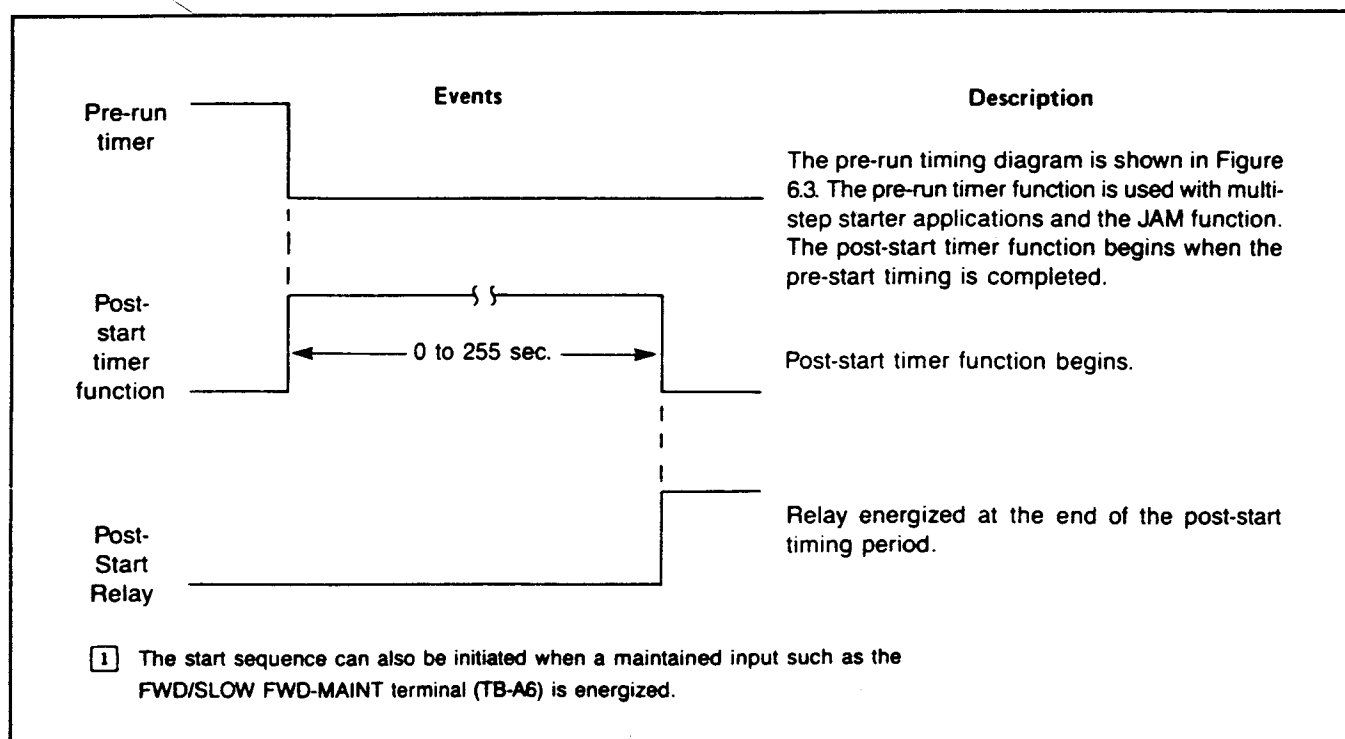 Events
Description
Pre-run
timer
The pre-run timing diagram is shown in Figure
6.3. The pre-run timer function is used with multi-
step starter applications and the JAM function.
The post-start timer function begins when the
pre-start timing is completed.
Post-
start
timer
function
0 to 255 sec.
Post-start timer function begins.
Post-
Start
Relay
Relay energized at the end of the post-start
timing period.
1 The start sequence can also be initiated when a maintained input such as the
FWD/SLOW FWD-MAINT terminal (TB-A6) is energized.